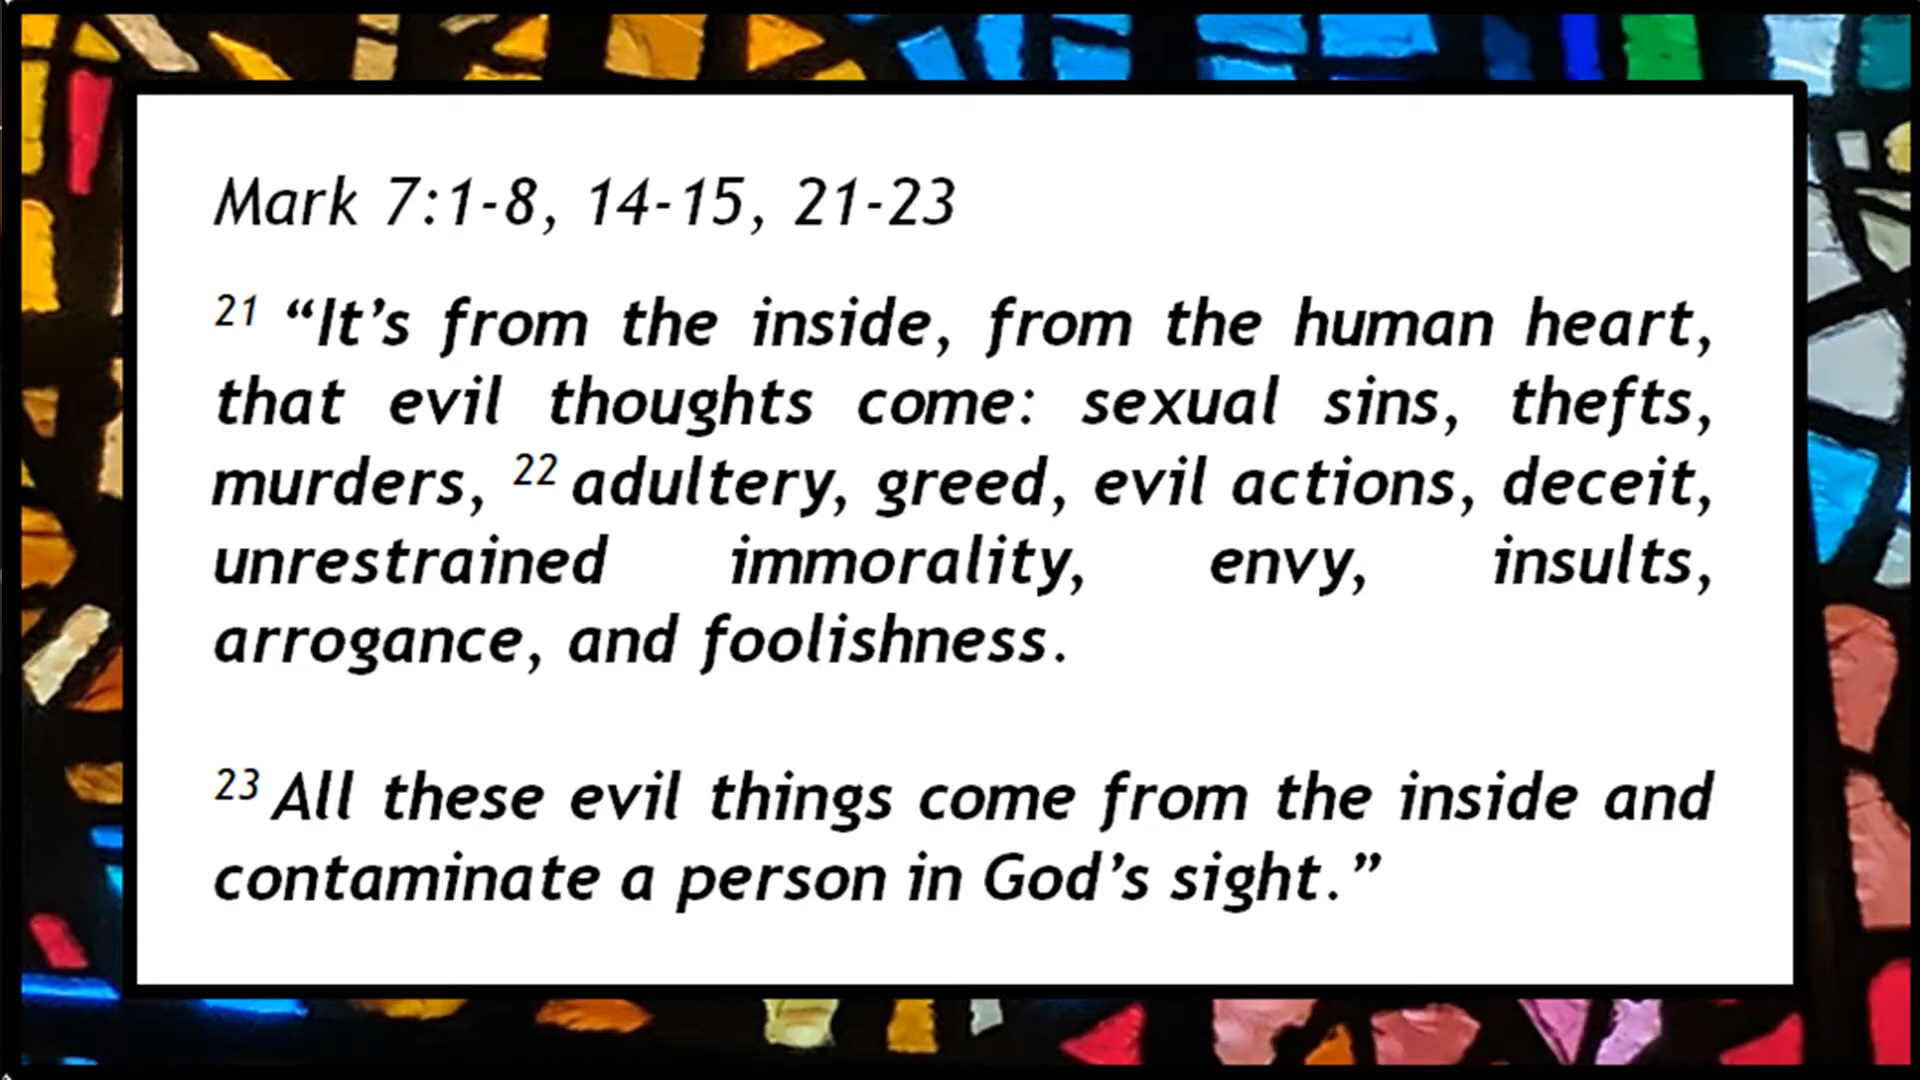 Mark 7:1-8, 14-15, 21-23
21 “It’s from the inside, from the human heart,
that evil thoughts come: sexual sins, thefts,
murders, 22 adultery, greed, evil actions, deceit,
unrestrained immorality, envy, insults,
arrogance, and foolishness.
23 All these evil things come from the inside and
contaminate a person in God’s sight.”